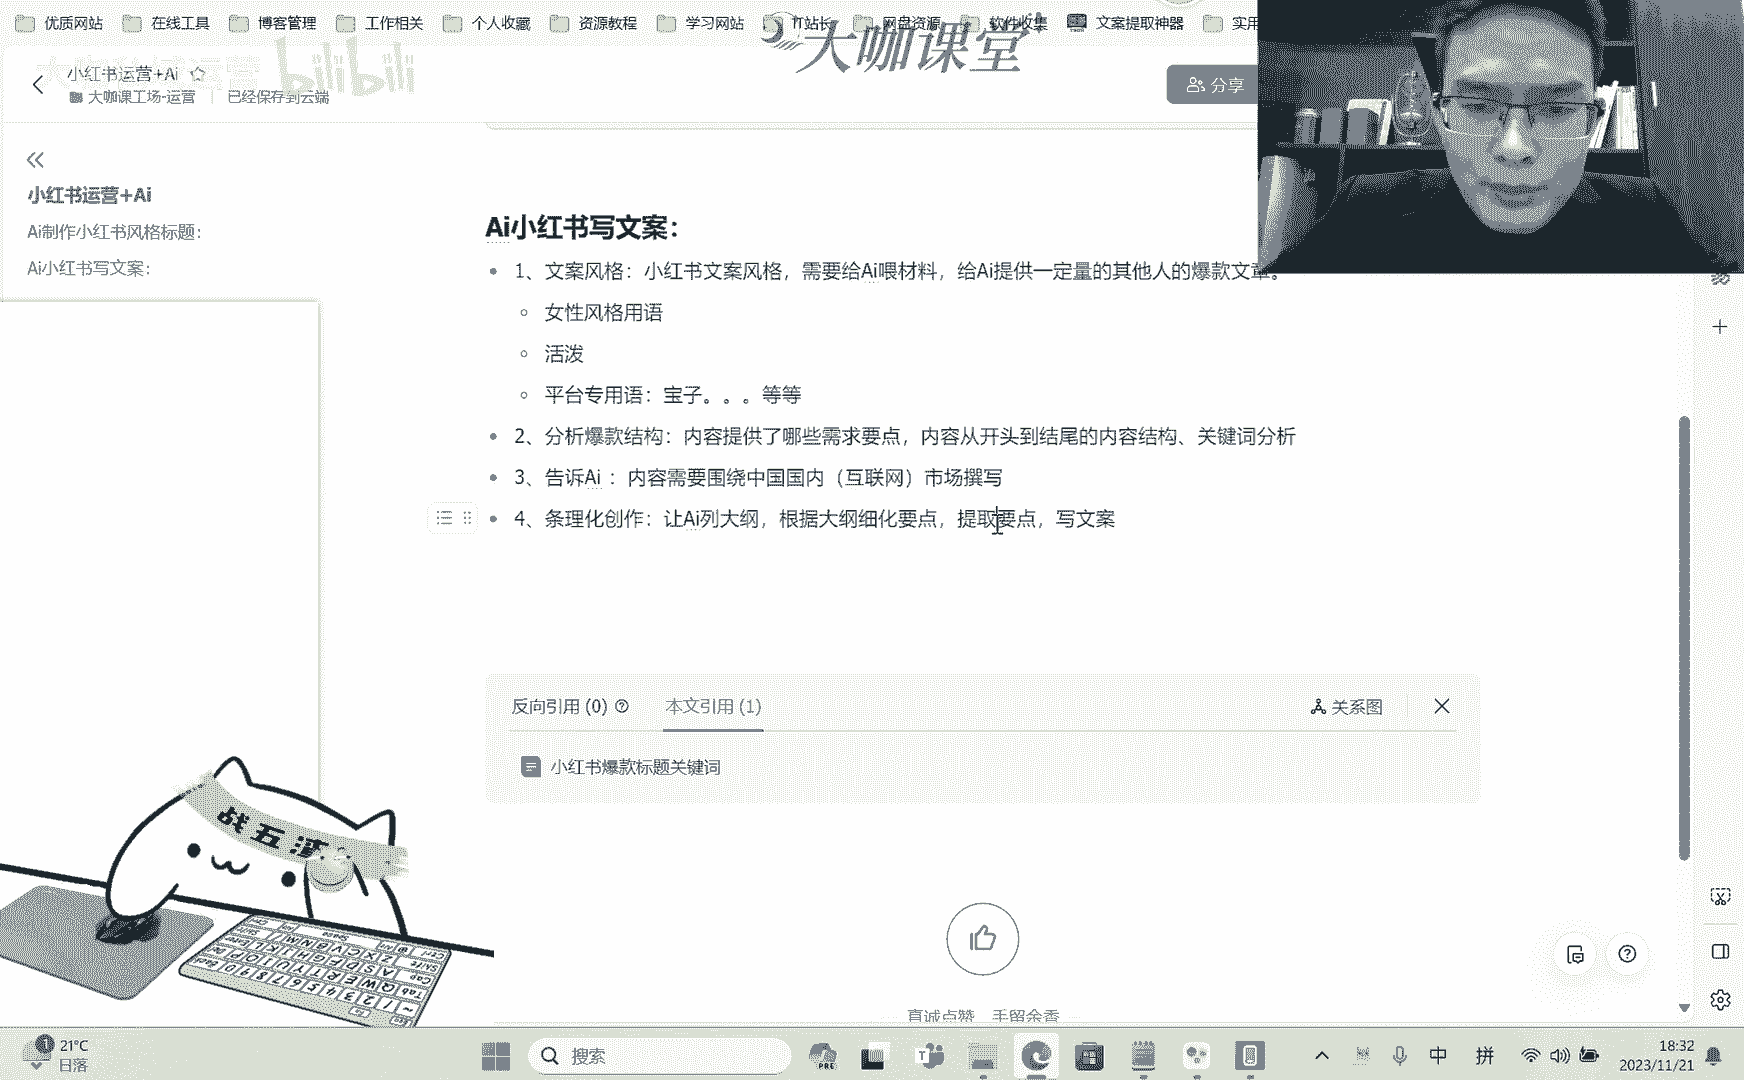 优质网站 在线工具 博客管理 工作相关 个人收藏 资源教程 学习网站 IT站长 网盘资源 软件收集 文案提取神器 实用
大咖课堂
bilibili
小红书运营+Ai
大咖课工场-运营 已经保存到云端
分享
小红书运营+Ai
Ai制作小红书风格标题：
Ai小红书写文案：
Ai小红书写文案：
1、文案风格：小红书文案风格，需要给Ai喂材料，给Ai提供一定量的其他人的爆款文章。
女性风格用语
活泼
平台专用语：宝子。。。等等
2、分析爆款结构：内容提供了哪些需求要点，内容从开头到结尾的内容结构、关键词分析
3、告诉Ai ：内容需要围绕中国国内（互联网）市场撰写
4、条理化创作：让Ai列大纲，根据大纲细化要点，提取要点，写文案
反向引用 (0) 本文引用 (1) 关系图
小红书爆款标题关键词
战五渣
真诚点赞，手留余香
1
21°C
日落
搜索
PRE
中 拼
18:32
2023/11/21